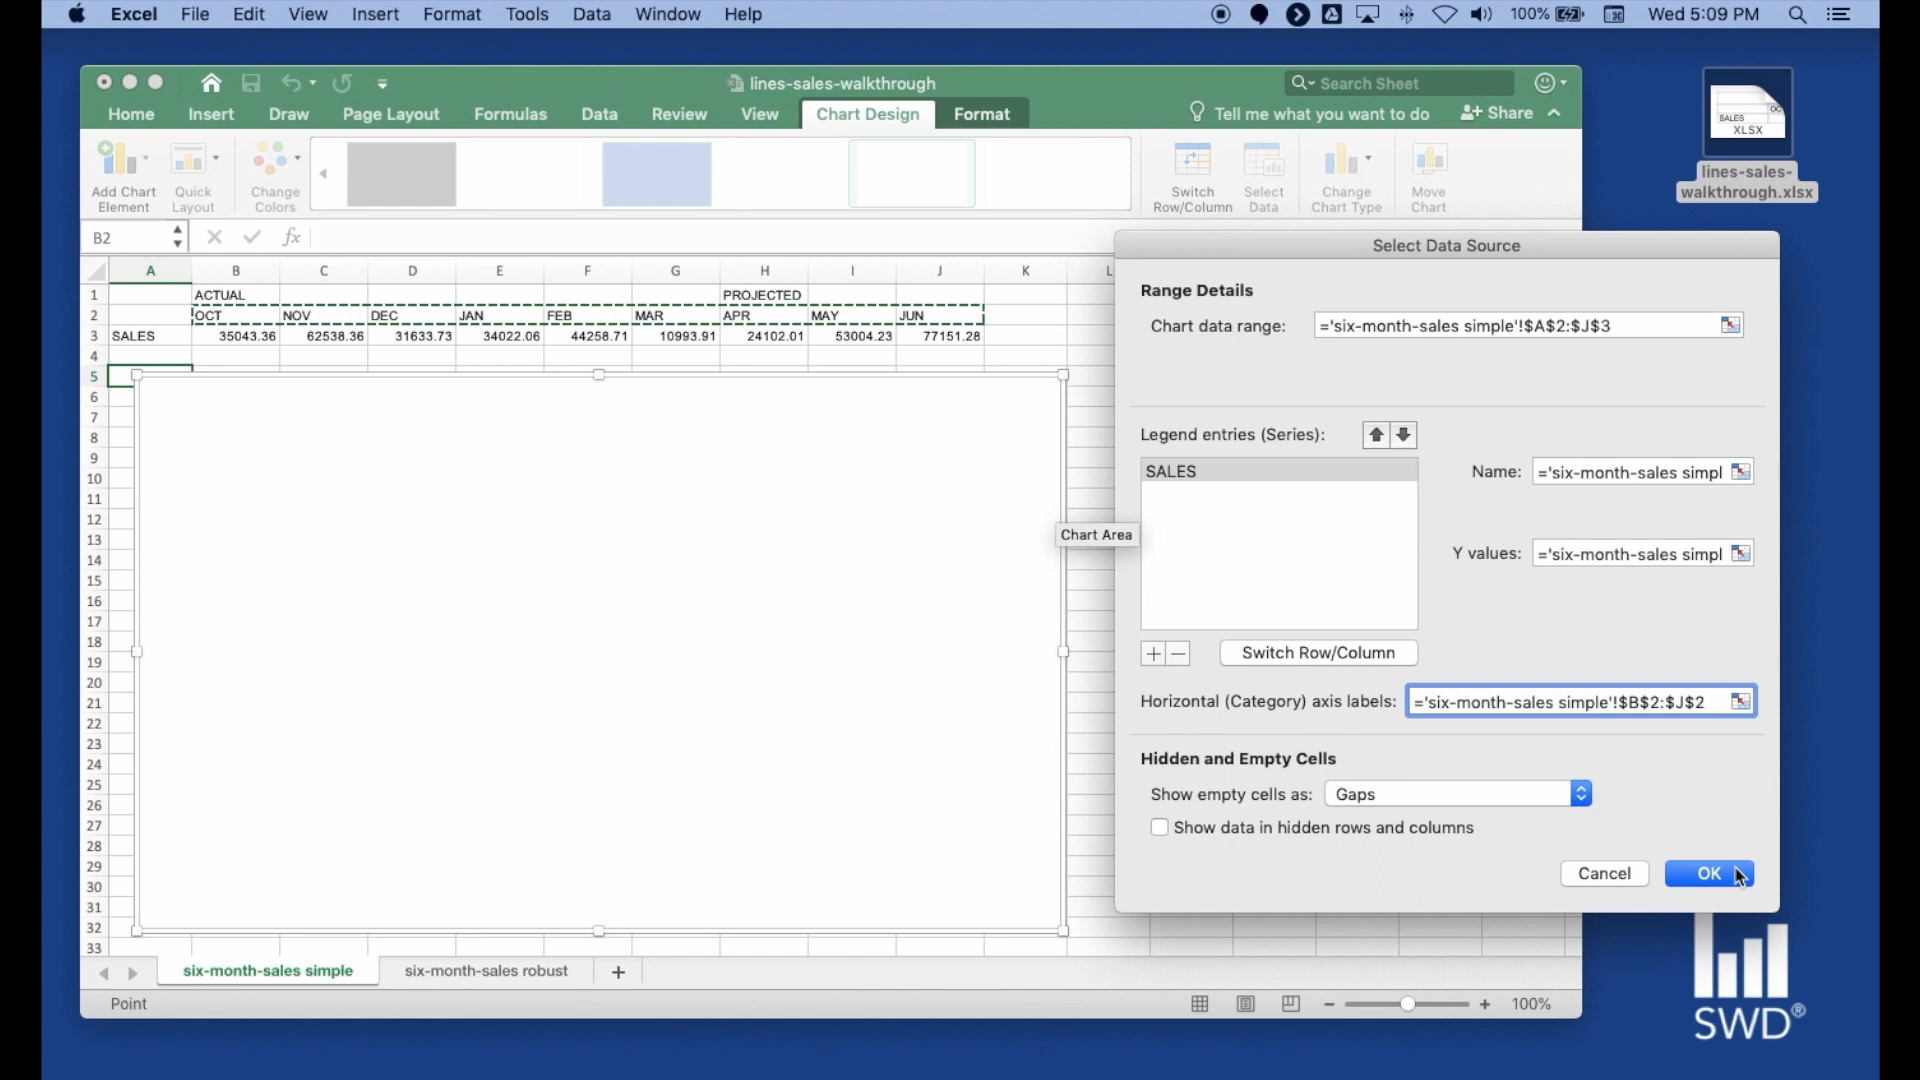 Excel File Edit View Insert Format Tools Data Window Help 100% Wed 5:09 PM
lines-sales-walkthrough Search Sheet
Home Insert Draw Page Layout Formulas Data Review View Chart Design Format Tell me what you want to do Share
Add Chart Element Quick Layout Change Colors Switch Row/Column Select Data Change Chart Type Move Chart
SALES
XLSX
lines-sales-
walkthrough.xlsx
B2 fx
A B C D E F G H I J K L
1 ACTUAL PROJECTED
2 OCT NOV DEC JAN FEB MAR APR MAY JUN
3 SALES 35043.36 62538.36 31633.73 34022.06 44258.71 10993.91 24102.01 53004.23 77151.28
4
5
6
7
8
9
10
11
12
13
14
15
16
17
18
19
20
21
22
23
24
25
26
27
28
29
30
31
32
33
Chart Area
Select Data Source
Range Details
Chart data range: ='six-month-sales simple'!$A$2:$J$3
Legend entries (Series):
SALES
Name: ='six-month-sales simpl
Y values: ='six-month-sales simpl
Switch Row/Column
Horizontal (Category) axis labels: ='six-month-sales simple'!$B$2:$J$2
Hidden and Empty Cells
Show empty cells as: Gaps
Show data in hidden rows and columns
Cancel OK
six-month-sales simple six-month-sales robust +
Point 100%
SWD®